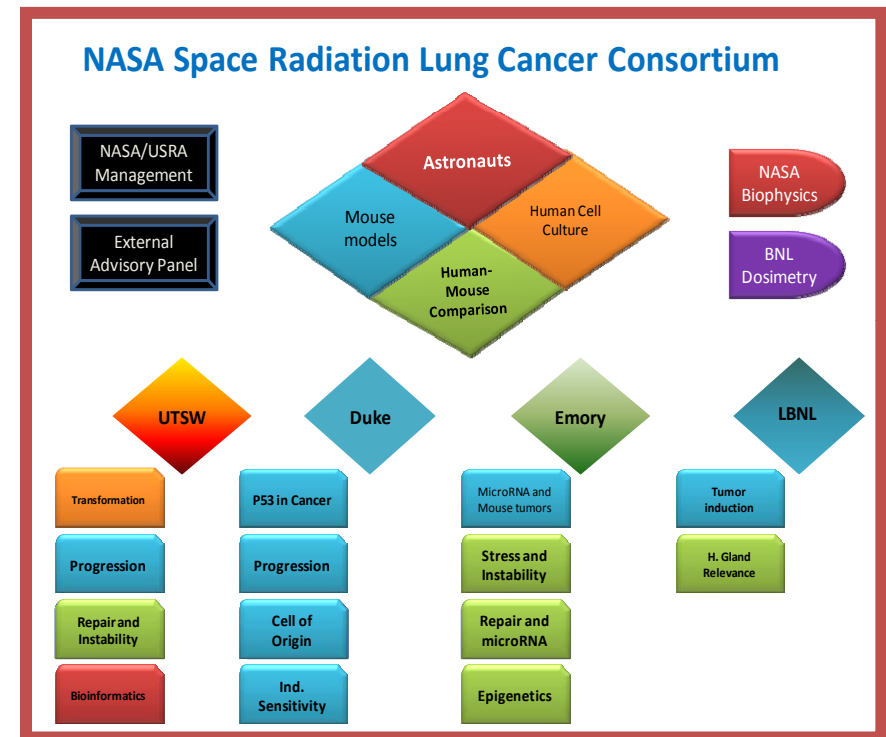 NASA Space Radiation Lung Cancer Consortium
NASA/USRA
Management
External
Advisory Panel
Astronauts
Mouse
models
Human Cell
Culture
Human-
Mouse
Comparison
NASA
Biophysics
BNL
Dosimetry
UTSW
Duke
Emory
LBNL
Transformation
Progression
Repair and
Instability
Bioinformatics
P53 in Cancer
Progression
Cell of
Origin
Ind.
Sensitivity
MicroRNA and
Mouse tumors
Stress and
Instability
Repair and
microRNA
Epigenetics
Tumor
induction
H. Gland
Relevance